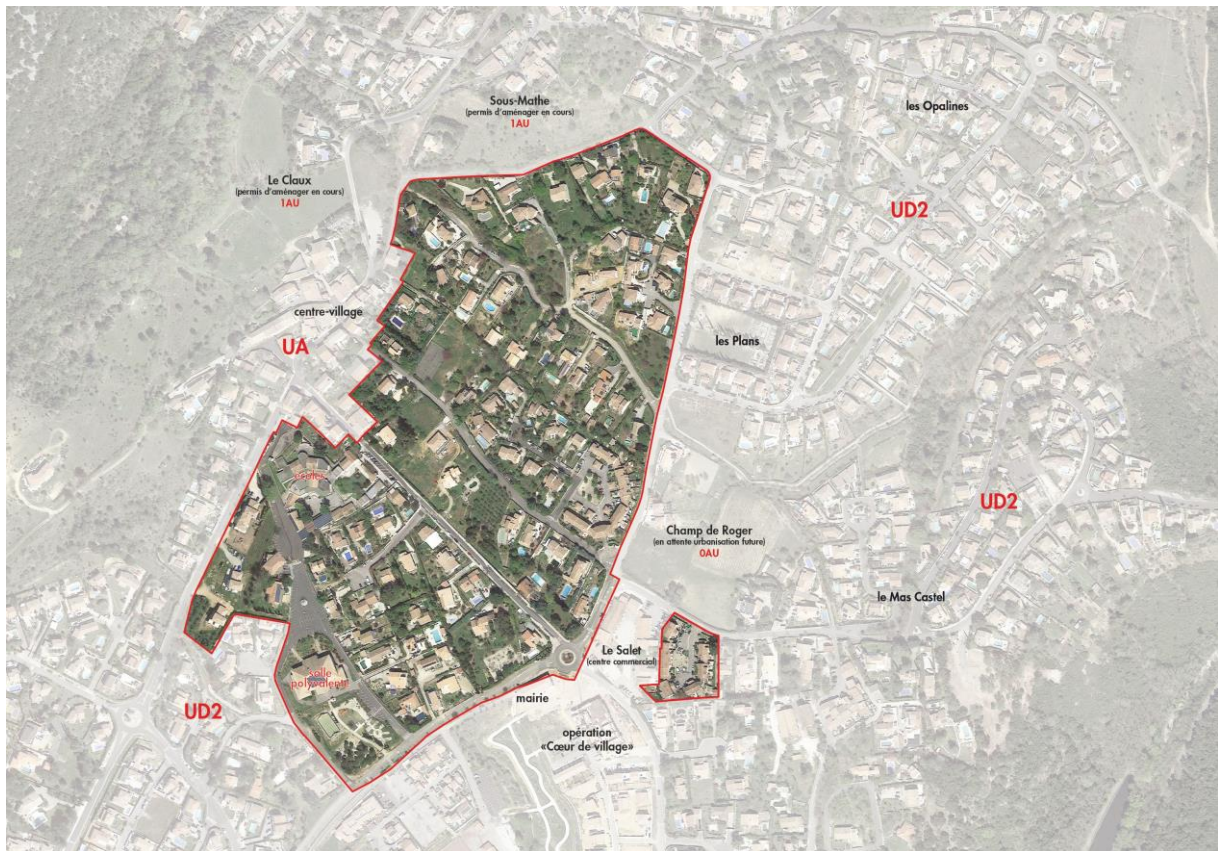 Sous-Mathe
(permis d'aménager en cours)
1AU
les Opalines
Le Claux
(permis d'aménager en cours)
1AU
UD2
centre-village
UA
les Plans
écoles
UD2
Champ de Roger
(en attente urbanisation future)
0AU
le Mas Castel
Le Salet
(centre commercial)
salle
polyvalente
mairie
UD2
opération
«Cœur de village»